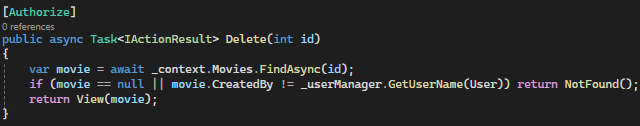 [Authorize]
0 references
public async Task<IActionResult> Delete(int id)
{
var movie = await _context.Movies.FindAsync(id);
if (movie == null || movie.CreatedBy != _userManager.GetUserName(User)) return NotFound();
return View(movie);
}